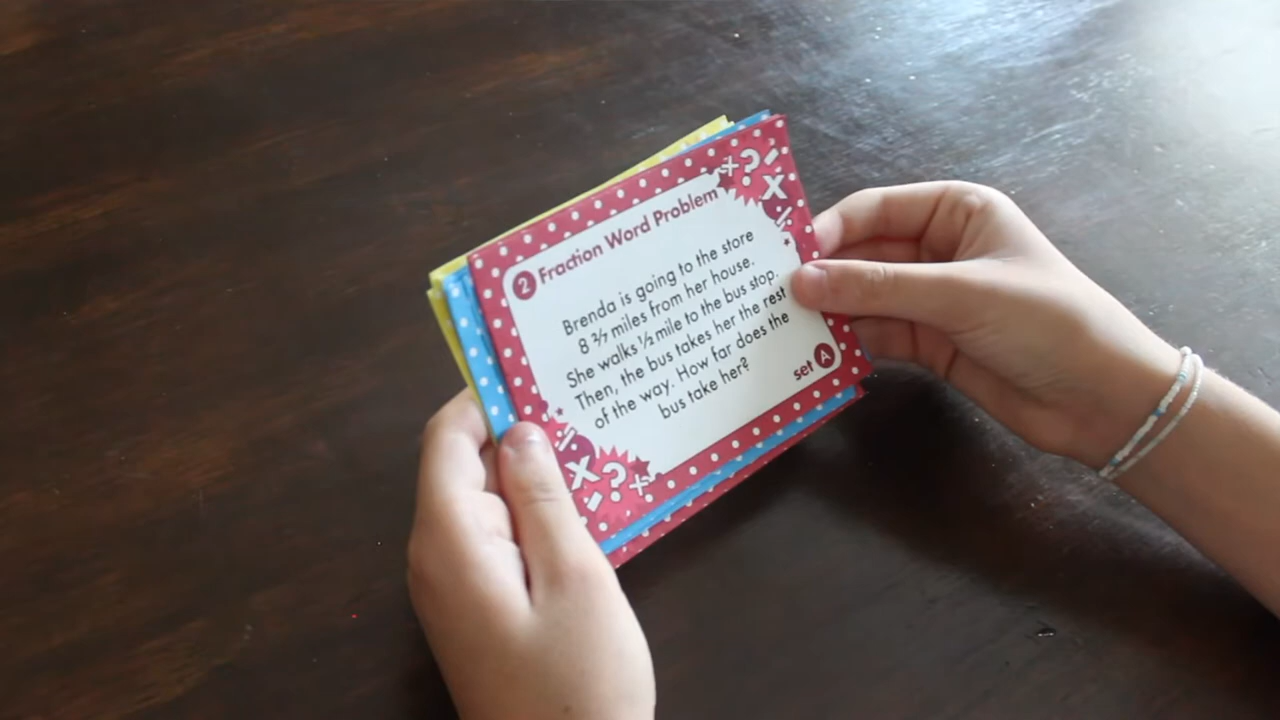 2 Fraction Word Problem
Brenda is going to the store
8 3/7 miles from her house.
She walks 1/2 mile to the bus stop.
Then, the bus takes her the rest
of the way. How far does the
bus take her?
set A